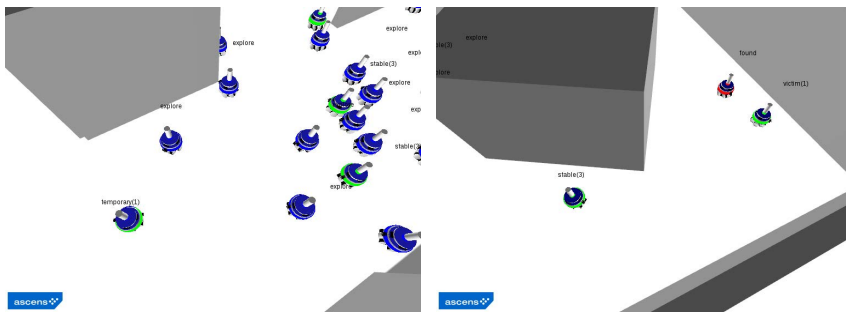 explore
explore
explore
stable(3)
explore
stable(3)
explore
temporary(1)
ascens
explore
found
victim(1)
stable(3)
ascens